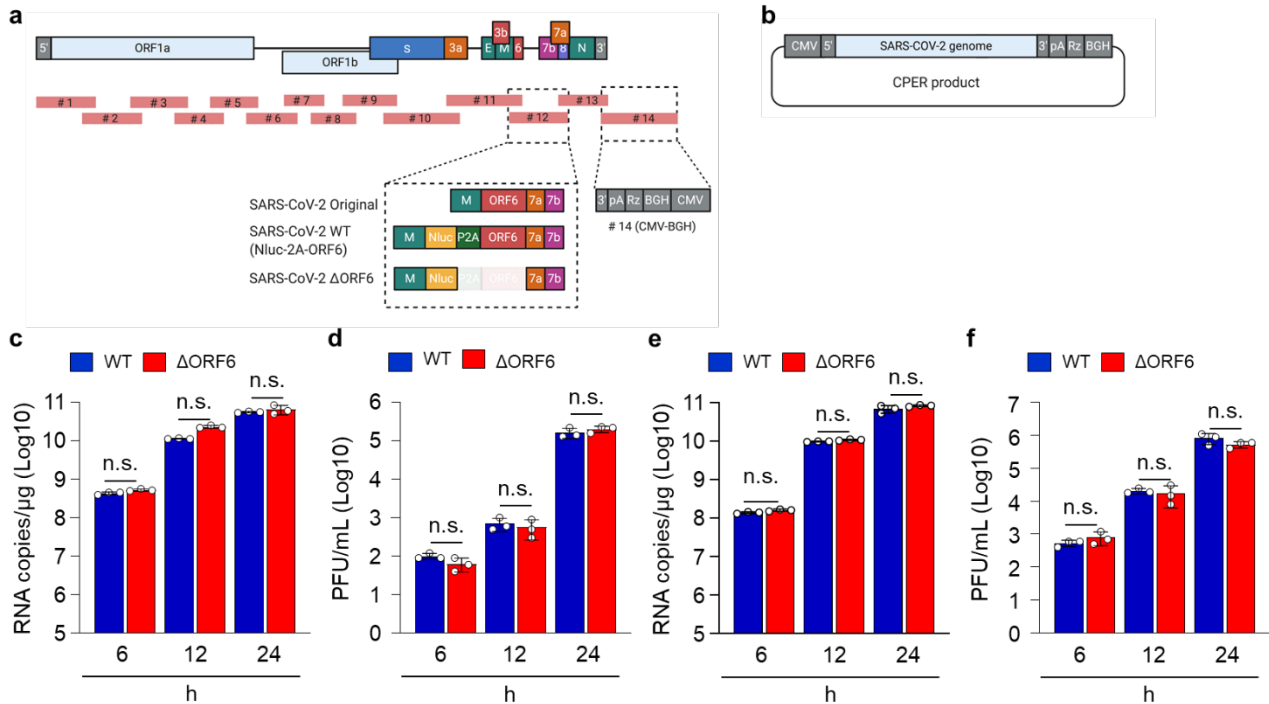 a
5' ORF1a S 3a E M 3b 6 7b 7a 8 N 3'
ORF1b
# 1 # 3 # 5 # 7 # 9 # 11 # 13
# 2 # 4 # 6 # 8 # 10 # 12 # 14
SARS-CoV-2 Original M ORF6 7a 7b
3' pA Rz BGH CMV
# 14 (CMV-BGH)
SARS-CoV-2 WT
(Nluc-2A-ORF6)
M Nluc P2A ORF6 7a 7b
SARS-CoV-2 ΔORF6 M Nluc P2A ORF6 7a 7b
b
CMV 5' SARS-COV-2 genome 3' pA Rz BGH
CPER product
c
WT ΔORF6
RNA copies/µg (Log10)
11
10
9
8
7
6
5
n.s. n.s. n.s.
6 12 24
h
d
WT ΔORF6
PFU/mL (Log10)
6
5
4
3
2
1
0
n.s. n.s. n.s.
6 12 24
h
e
WT ΔORF6
RNA copies/µg (Log10)
11
10
9
8
7
6
5
n.s. n.s. n.s.
6 12 24
h
f
WT ΔORF6
PFU/mL (Log10)
7
6
5
4
3
2
1
0
n.s. n.s. n.s.
6 12 24
h